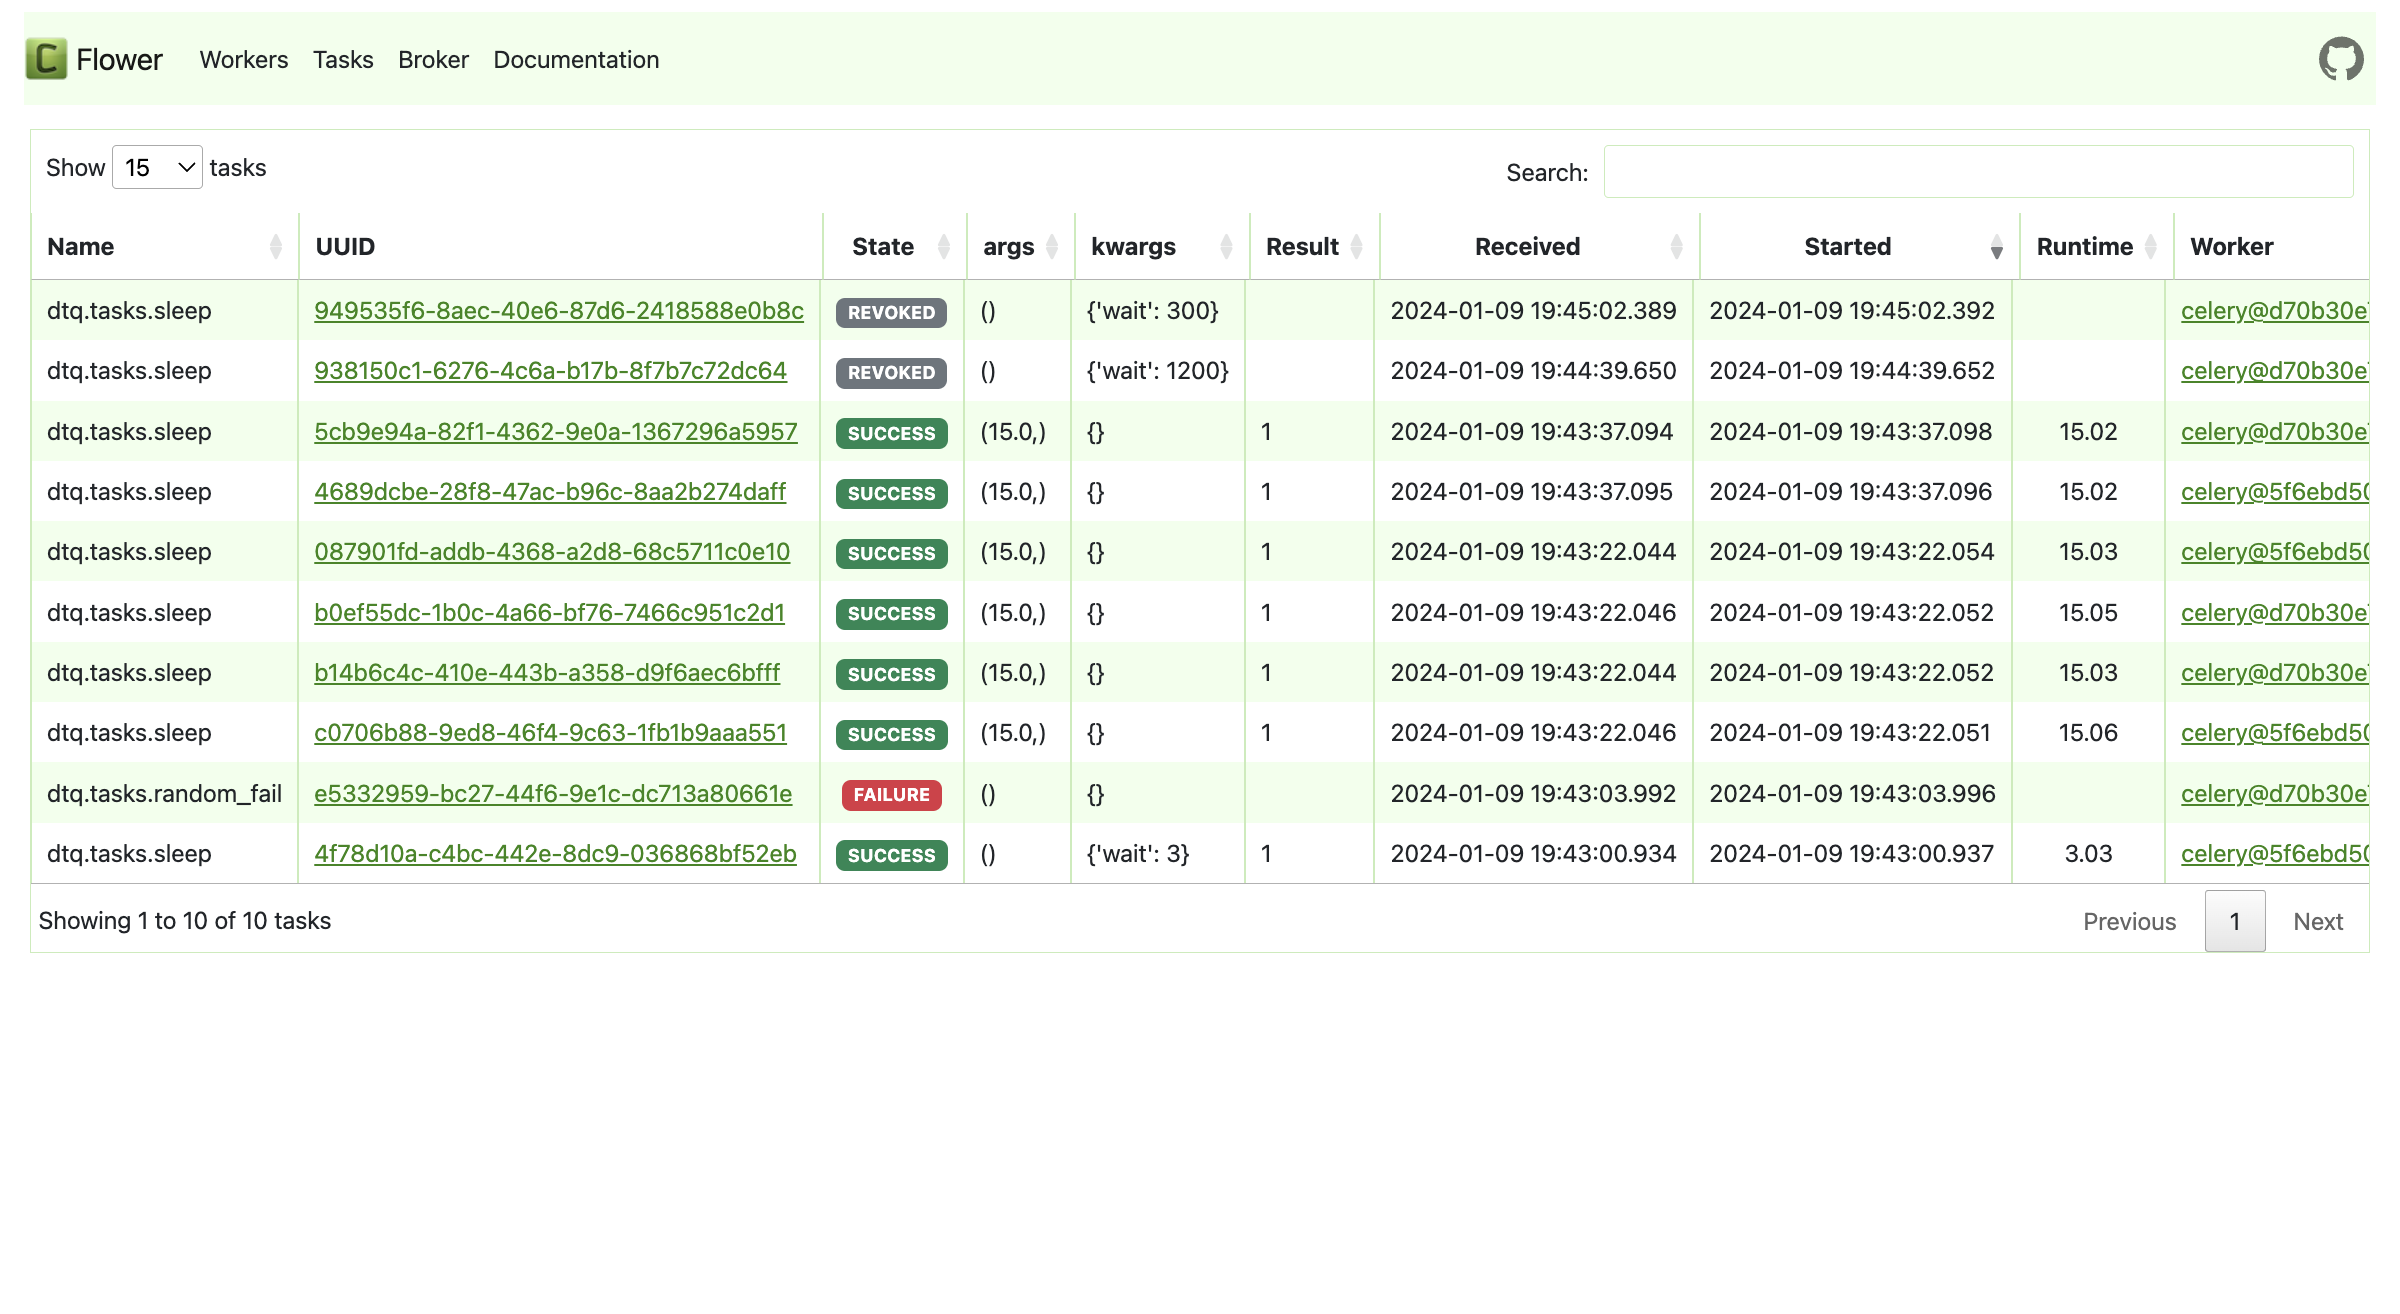 C Flower Workers Tasks Broker Documentation
Show 15 tasks Search:
Name UUID State args kwargs Result Received Started Runtime Worker
dtq.tasks.sleep 949535f6-8aec-40e6-87d6-2418588e0b8c REVOKED () {'wait': 300} 2024-01-09 19:45:02.389 2024-01-09 19:45:02.392 celery@d70b30e
dtq.tasks.sleep 938150c1-6276-4c6a-b17b-8f7b7c72dc64 REVOKED () {'wait': 1200} 2024-01-09 19:44:39.650 2024-01-09 19:44:39.652 celery@d70b30e
dtq.tasks.sleep 5cb9e94a-82f1-4362-9e0a-1367296a5957 SUCCESS (15.0,) {} 1 2024-01-09 19:43:37.094 2024-01-09 19:43:37.098 15.02 celery@d70b30e
dtq.tasks.sleep 4689dcbe-28f8-47ac-b96c-8aa2b274daff SUCCESS (15.0,) {} 1 2024-01-09 19:43:37.095 2024-01-09 19:43:37.096 15.02 celery@5f6ebd50
dtq.tasks.sleep 087901fd-addb-4368-a2d8-68c5711c0e10 SUCCESS (15.0,) {} 1 2024-01-09 19:43:22.044 2024-01-09 19:43:22.054 15.03 celery@5f6ebd50
dtq.tasks.sleep b0ef55dc-1b0c-4a66-bf76-7466c951c2d1 SUCCESS (15.0,) {} 1 2024-01-09 19:43:22.046 2024-01-09 19:43:22.052 15.05 celery@d70b30e
dtq.tasks.sleep b14b6c4c-410e-443b-a358-d9f6aec6bfff SUCCESS (15.0,) {} 1 2024-01-09 19:43:22.044 2024-01-09 19:43:22.052 15.03 celery@d70b30e
dtq.tasks.sleep c0706b88-9ed8-46f4-9c63-1fb1b9aaa551 SUCCESS (15.0,) {} 1 2024-01-09 19:43:22.046 2024-01-09 19:43:22.051 15.06 celery@5f6ebd50
dtq.tasks.random_fail e5332959-bc27-44f6-9e1c-dc713a80661e FAILURE () {} 2024-01-09 19:43:03.992 2024-01-09 19:43:03.996 celery@d70b30e
dtq.tasks.sleep 4f78d10a-c4bc-442e-8dc9-036868bf52eb SUCCESS () {'wait': 3} 1 2024-01-09 19:43:00.934 2024-01-09 19:43:00.937 3.03 celery@5f6ebd50
Showing 1 to 10 of 10 tasks Previous 1 Next